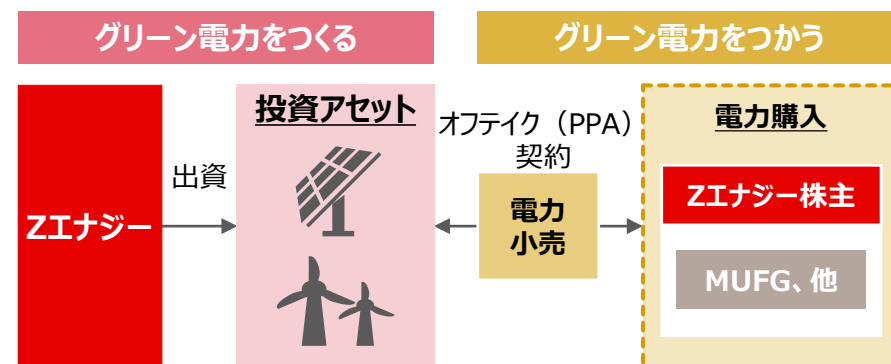 グリーン電力をつくる
グリーン電力をつかう
Zエナジー
出資
投資アセット
オフテイク（PPA）
契約
電力
小売
電力購入
Zエナジー株主
MUFG、他